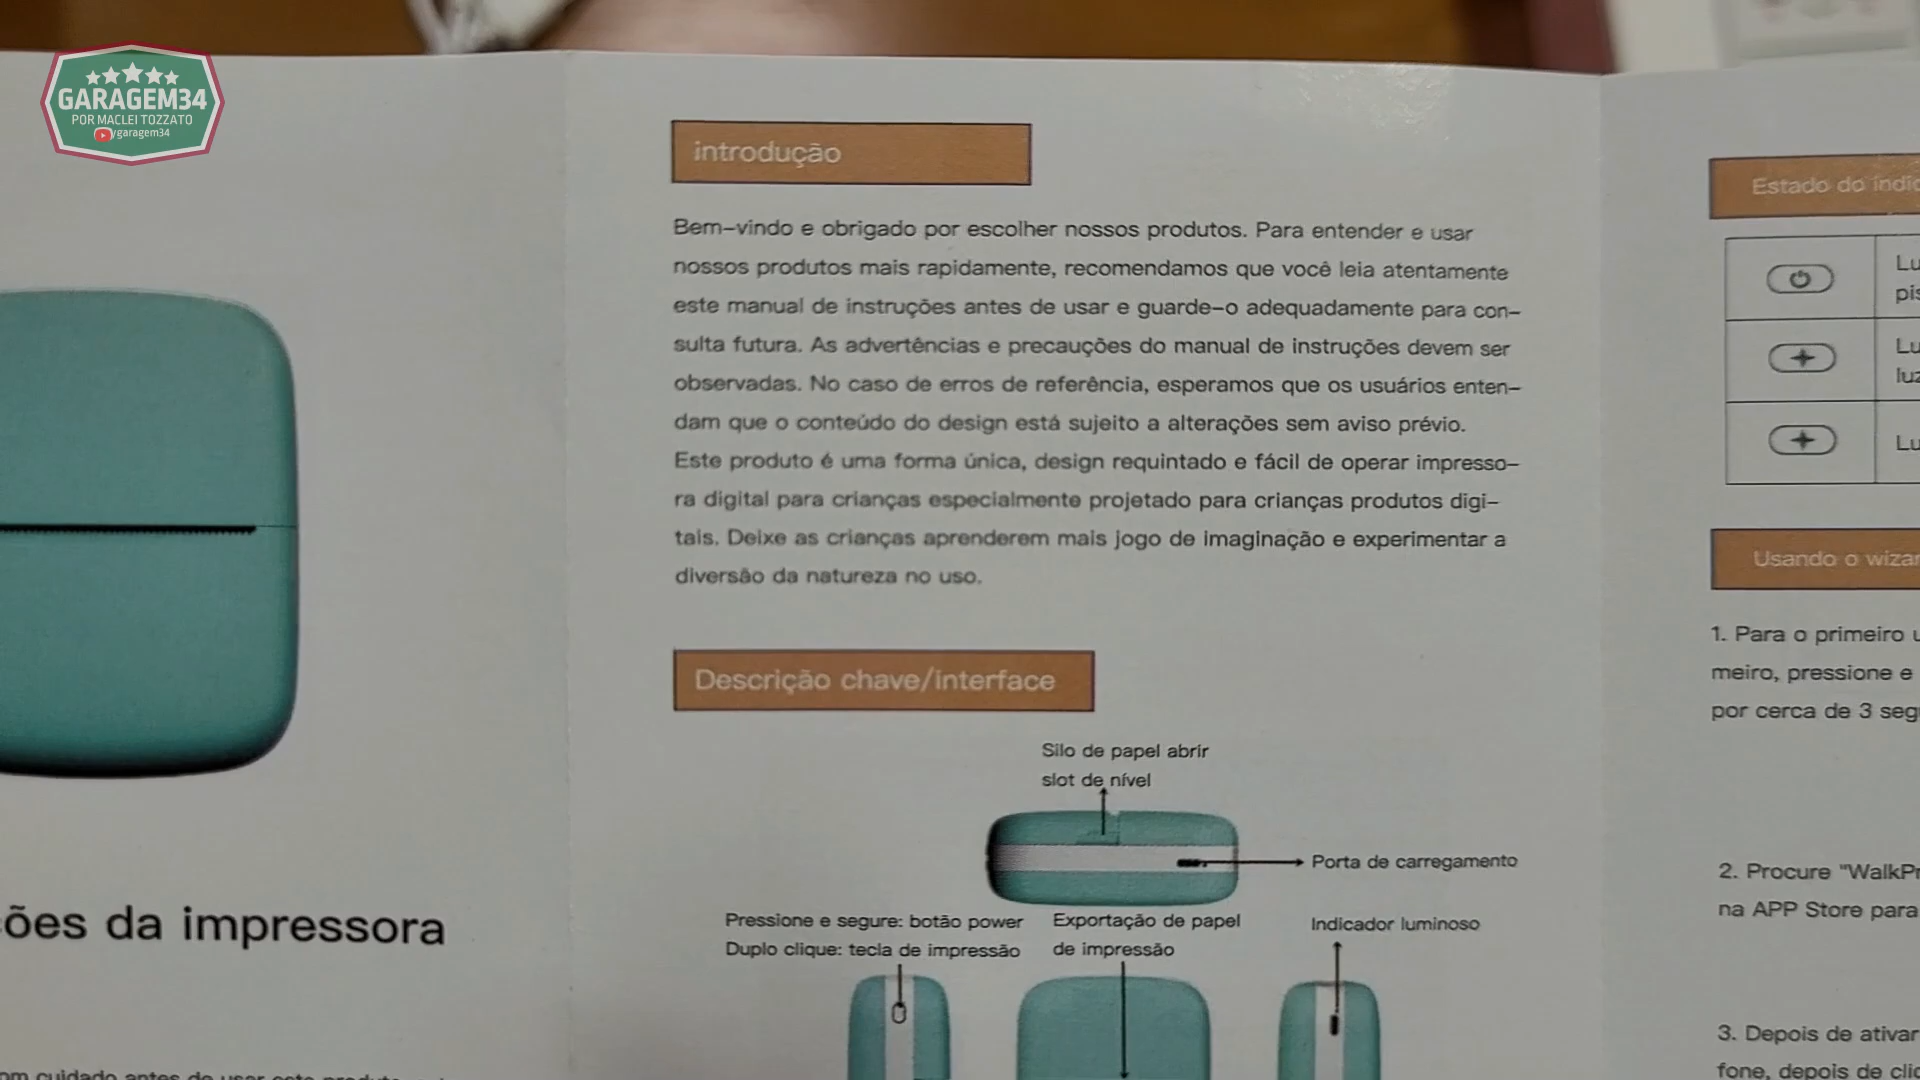 GARAGEM34
POR MACLEI TOZZATO
/garagem34
ões da impressora
introdução
Bem-vindo e obrigado por escolher nossos produtos. Para entender e usar
nossos produtos mais rapidamente, recomendamos que você leia atentamente
este manual de instruções antes de usar e guarde-o adequadamente para con-
sulta futura. As advertências e precauções do manual de instruções devem ser
observadas. No caso de erros de referência, esperamos que os usuários enten-
dam que o conteúdo do design está sujeito a alterações sem aviso prévio.
Este produto é uma forma única, design requintado e fácil de operar impresso-
ra digital para crianças especialmente projetado para crianças produtos digi-
tais. Deixe as crianças aprenderem mais jogo de imaginação e experimentar a
diversão da natureza no uso.
Descrição chave/interface
Silo de papel abrir
slot de nível
Porta de carregamento
Pressione e segure: botão power
Duplo clique: tecla de impressão
Exportação de papel
de impressão
Indicador luminoso
Estado do indic
Lu
pis
Lu
luz
Lu
Usando o wizar
1. Para o primeiro u
meiro, pressione e
por cerca de 3 seg
2. Procure "WalkPr
na APP Store para
3. Depois de ativar
fone, depois de clic